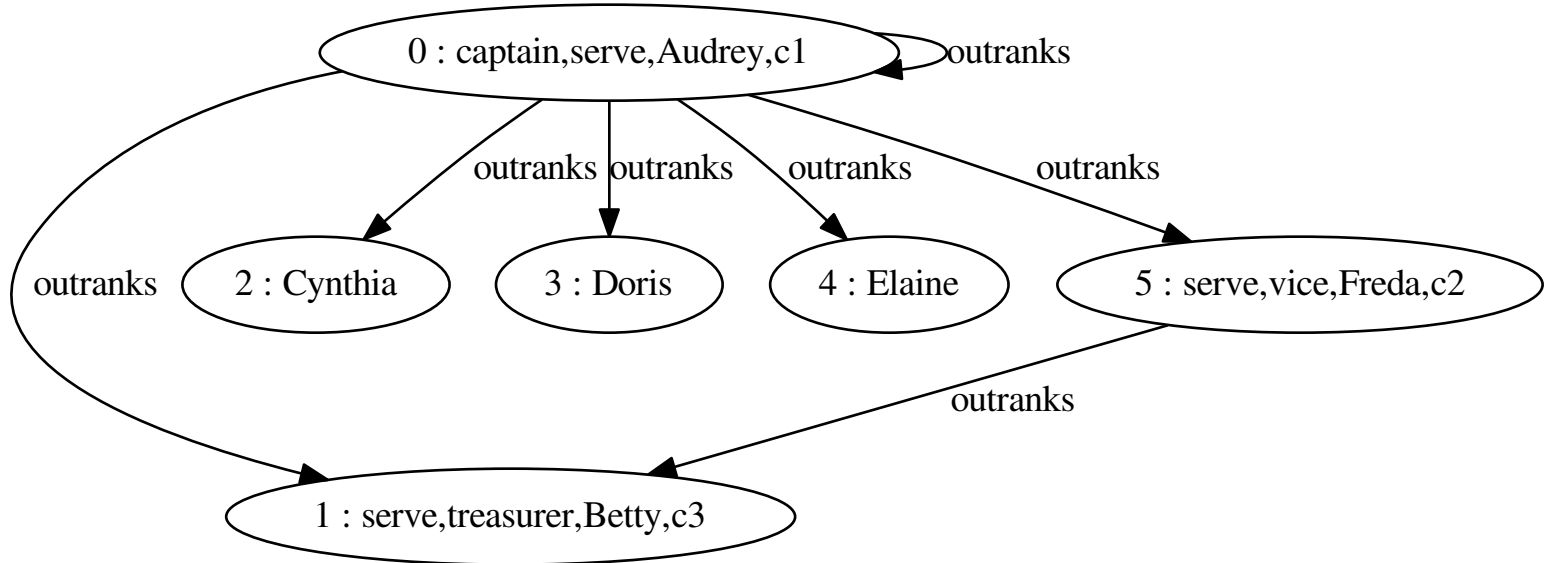 0 : captain,serve,Audrey,c1
outranks
outranks
outranks
outranks
outranks
outranks
2 : Cynthia
3 : Doris
4 : Elaine
5 : serve,vice,Freda,c2
outranks
1 : serve,treasurer,Betty,c3